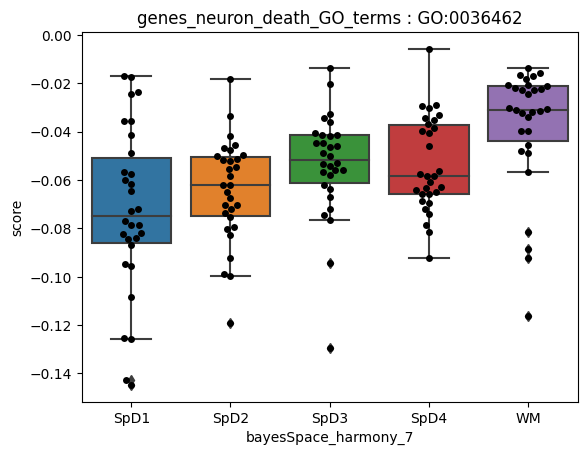 genes_neuron_death_GO_terms : GO:0036462
0.00
−0.02
−0.04
−0.06
−0.08
−0.10
−0.12
−0.14
score
SpD1 SpD2 SpD3 SpD4 WM
bayesSpace_harmony_7